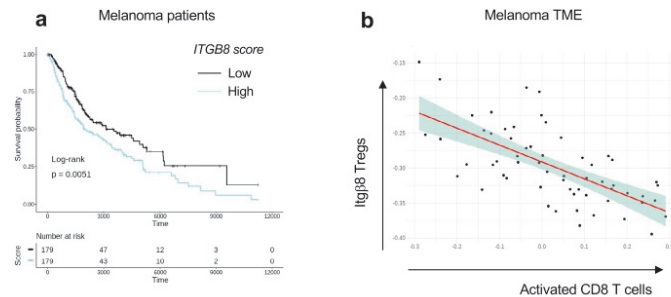 a
Melanoma patients
ITGB8 score
Low
High
Survival probability
1.00
0.75
0.50
0.25
0.00
Log-rank
p = 0.0051
0 3000 6000 9000 12000
Time
Number at risk
Score
179 47 12 3 0
179 43 10 2 0
0 3000 6000 9000 12000
Time
b
Melanoma TME
Itgβ8 Tregs
-0.15
-0.20
-0.25
-0.30
-0.35
-0.40
-0.3 -0.2 -0.1 0.0 0.1 0.2 0.3
Activated CD8 T cells